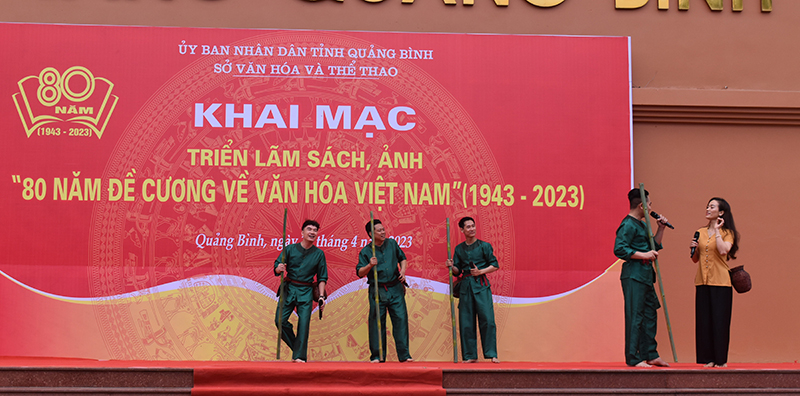 QUẢNG BÌNH
ỦY BAN NHÂN DÂN TỈNH QUẢNG BÌNH
SỞ VĂN HÓA VÀ THỂ THAO
80
NĂM
(1943 - 2023)
KHAI MẠC
TRIỂN LÃM SÁCH, ẢNH
"80 NĂM ĐỀ CƯƠNG VỀ VĂN HÓA VIỆT NAM" (1943 - 2023)
Quảng Bình, ngày tháng 4 2023